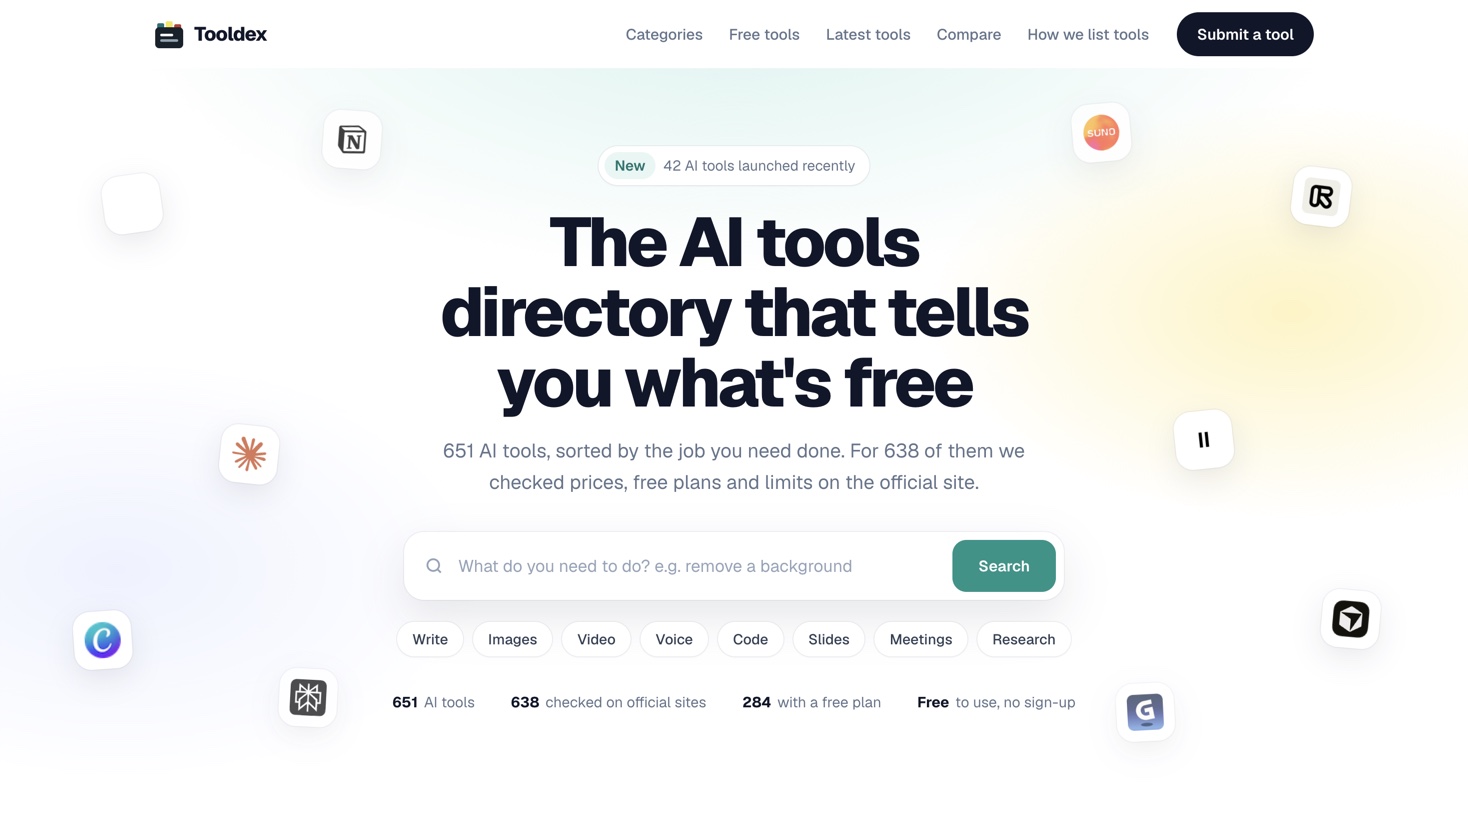 Tooldex
Categories
Free tools
Latest tools
Compare
How we list tools
Submit a tool
N
SUNO
New 42 AI tools launched recently
The AI tools
directory that tells
you what's free
651 AI tools, sorted by the job you need done. For 638 of them we
checked prices, free plans and limits on the official site.
What do you need to do? e.g. remove a background
Search
Write
Images
Video
Voice
Code
Slides
Meetings
Research
651 AI tools
638 checked on official sites
284 with a free plan
Free to use, no sign-up
C
G